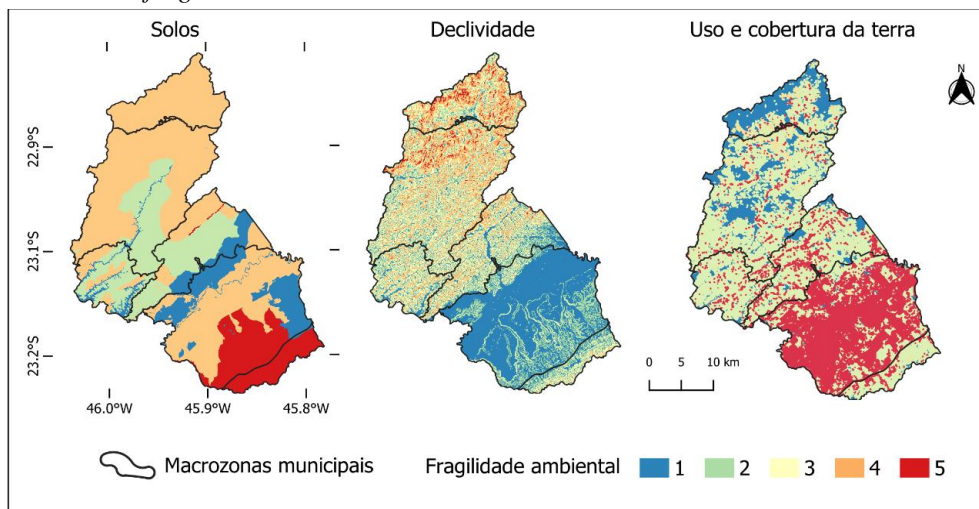 Solos
Declividade
Uso e cobertura da terra
N
22.9°S
23.1°S
23.2°S
46.0°W
45.9°W
45.8°W
0
5
10 km
Macrozonas municipais
Fragilidade ambiental
1
2
3
4
5